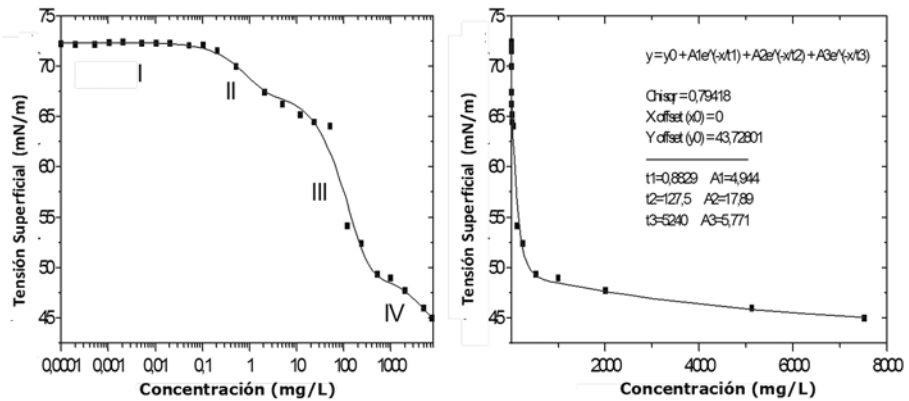 75
70
65
60
55
50
45
Tensión Superficial (mN/m)
I
II
III
IV
0,0001 0,001 0,01 0,1 1 10 100 1000
Concentración (mg/L)
75
70
65
60
55
50
45
Tensión Superficial (mN/m)
y = y0 + A1e^(-x/t1) + A2e^(-x/t2) + A3e^(-x/t3)
Chisqr = 0,79418
X offset (x0) = 0
Y offset (y0) = 43,72801
t1=0,8829 A1=4,944
t2=127,5 A2=17,89
t3=5240 A3=5,771
2000 4000 6000 8000
Concentración (mg/L)